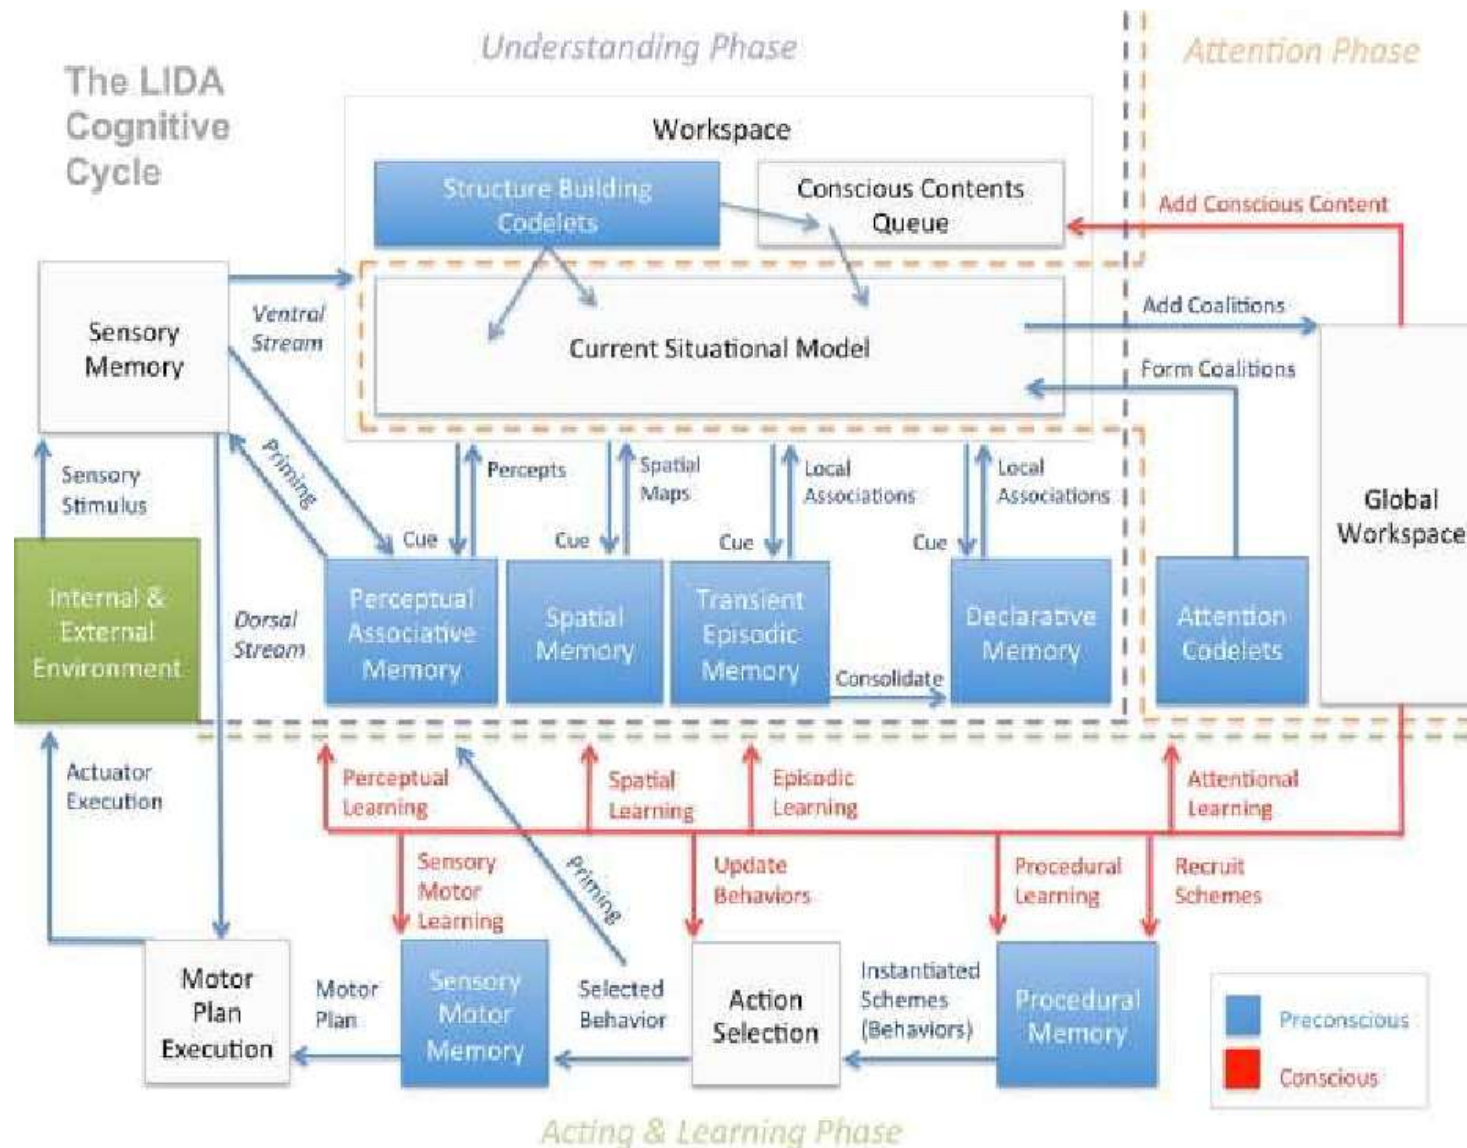 Understanding Phase
Attention Phase
The LIDA
Cognitive
Cycle
Workspace
Structure Building
Codelets
Conscious Contents
Queue
Add Conscious Content
Sensory
Memory
Ventral
Stream
Current Situational Model
Add Coalitions
Form Coalitions
Priming
Sensory
Stimulus
Percepts
Spatial
Maps
Local
Associations
Local
Associations
Global
Workspace
Cue
Cue
Cue
Cue
Internal &
External
Environment
Dorsal
Stream
Perceptual
Associative
Memory
Spatial
Memory
Transient
Episodic
Memory
Consolidate
Declarative
Memory
Attention
Codelets
Actuator
Execution
Perceptual
Learning
Spatial
Learning
Episodic
Learning
Attentional
Learning
Sensory
Motor
Learning
Priming
Update
Behaviors
Procedural
Learning
Recruit
Schemes
Motor
Plan
Execution
Motor
Plan
Sensory
Motor
Memory
Selected
Behavior
Action
Selection
Instantiated
Schemes
(Behaviors)
Procedural
Memory
Preconscious
Conscious
Acting & Learning Phase